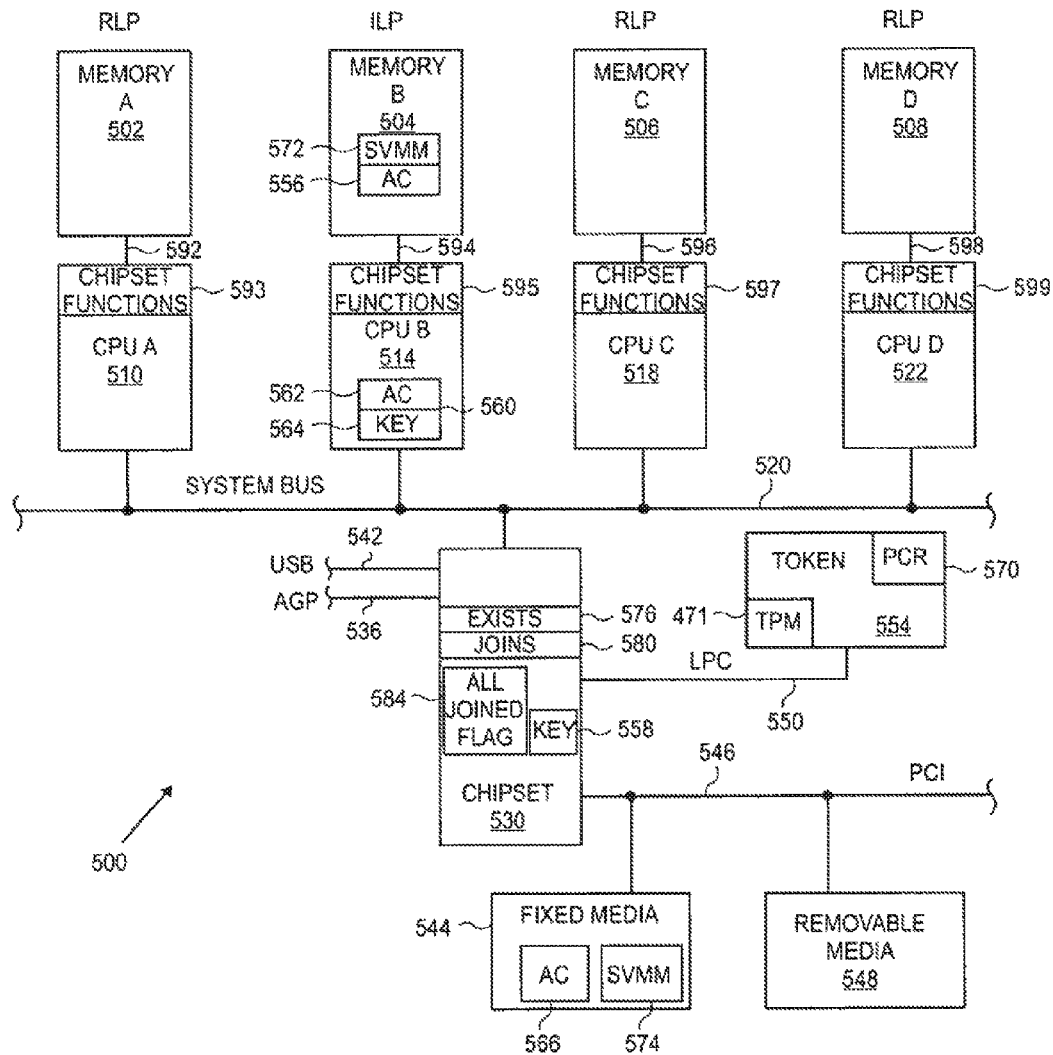 RLP
ILP
RLP
RLP
MEMORY
A
502
MEMORY
B
504
572
SVMM
556
AC
MEMORY
C
506
MEMORY
D
508
592
594
596
598
CHIPSET
FUNCTIONS
593
CHIPSET
FUNCTIONS
595
CHIPSET
FUNCTIONS
597
CHIPSET
FUNCTIONS
599
CPU A
510
CPU B
514
562
AC
560
564
KEY
CPU C
518
CPU D
522
SYSTEM BUS
520
USB
542
AGP
536
EXISTS
576
JOINS
580
584
ALL
JOINED
FLAG
KEY
558
CHIPSET
530
TOKEN
PCR
570
471
TPM
554
LPC
550
546
PCI
500
544
FIXED MEDIA
AC
SVMM
566
574
REMOVABLE
MEDIA
548